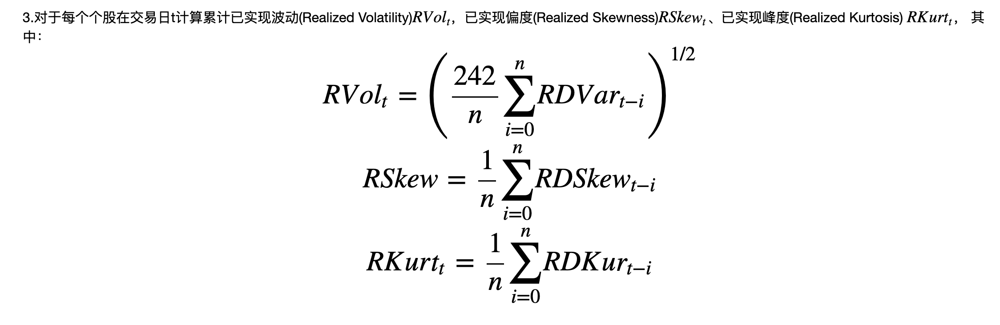 3.对于每个个股在交易日t计算累计已实现波动(Realized Volatility)RVol_t，已实现偏度(Realized Skewness)RSkew_t、已实现峰度(Realized Kurtosis) RKurt_t， 其
中：
RVol_t = \left( \frac{242}{n} \sum_{i=0}^{n} RDVar_{t-i} \right)^{1/2}
RSkew = \frac{1}{n} \sum_{i=0}^{n} RDSkew_{t-i}
RKurt_t = \frac{1}{n} \sum_{i=0}^{n} RDKur_{t-i}